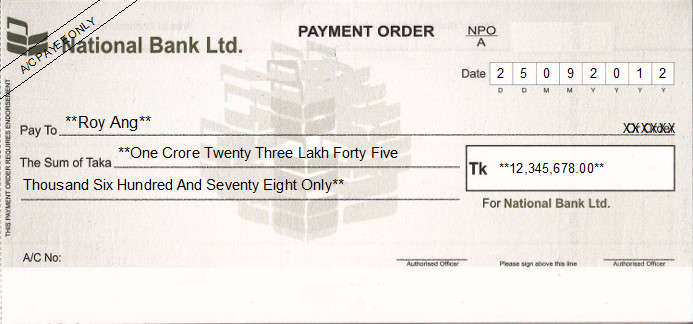 A/C PAYEE ONLY
National Bank Ltd.
PAYMENT ORDER
NPO
A
Date 2 5 0 9 2 0 1 2
D D M M Y Y Y Y
Pay To **Roy Ang**
The Sum of Taka **One Crore Twenty Three Lakh Forty Five
Thousand Six Hundred And Seventy Eight Only**
Tk **12,345,678.00**
For National Bank Ltd.
A/C No:
Authorised Officer
Please sign above this line
Authorised Officer
THIS PAYMENT ORDER REQUIRES ENDORSEMENT